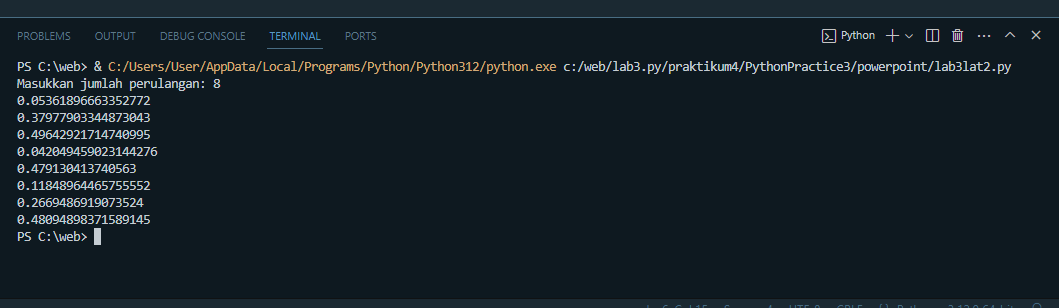 PROBLEMS OUTPUT DEBUG CONSOLE TERMINAL PORTS Python
PS C:\web> & C:/Users/User/AppData/Local/Programs/Python/Python312/python.exe c:/web/lab3.py/praktikum4/PythonPractice3/powerpoint/lab3lat2.py
Masukkan jumlah perulangan: 8
0.05361896663352772
0.37977903344873043
0.49642921714740995
0.042049459023144276
0.479130413740563
0.11848964465755552
0.2669486919073524
0.48094898371589145
PS C:\web>